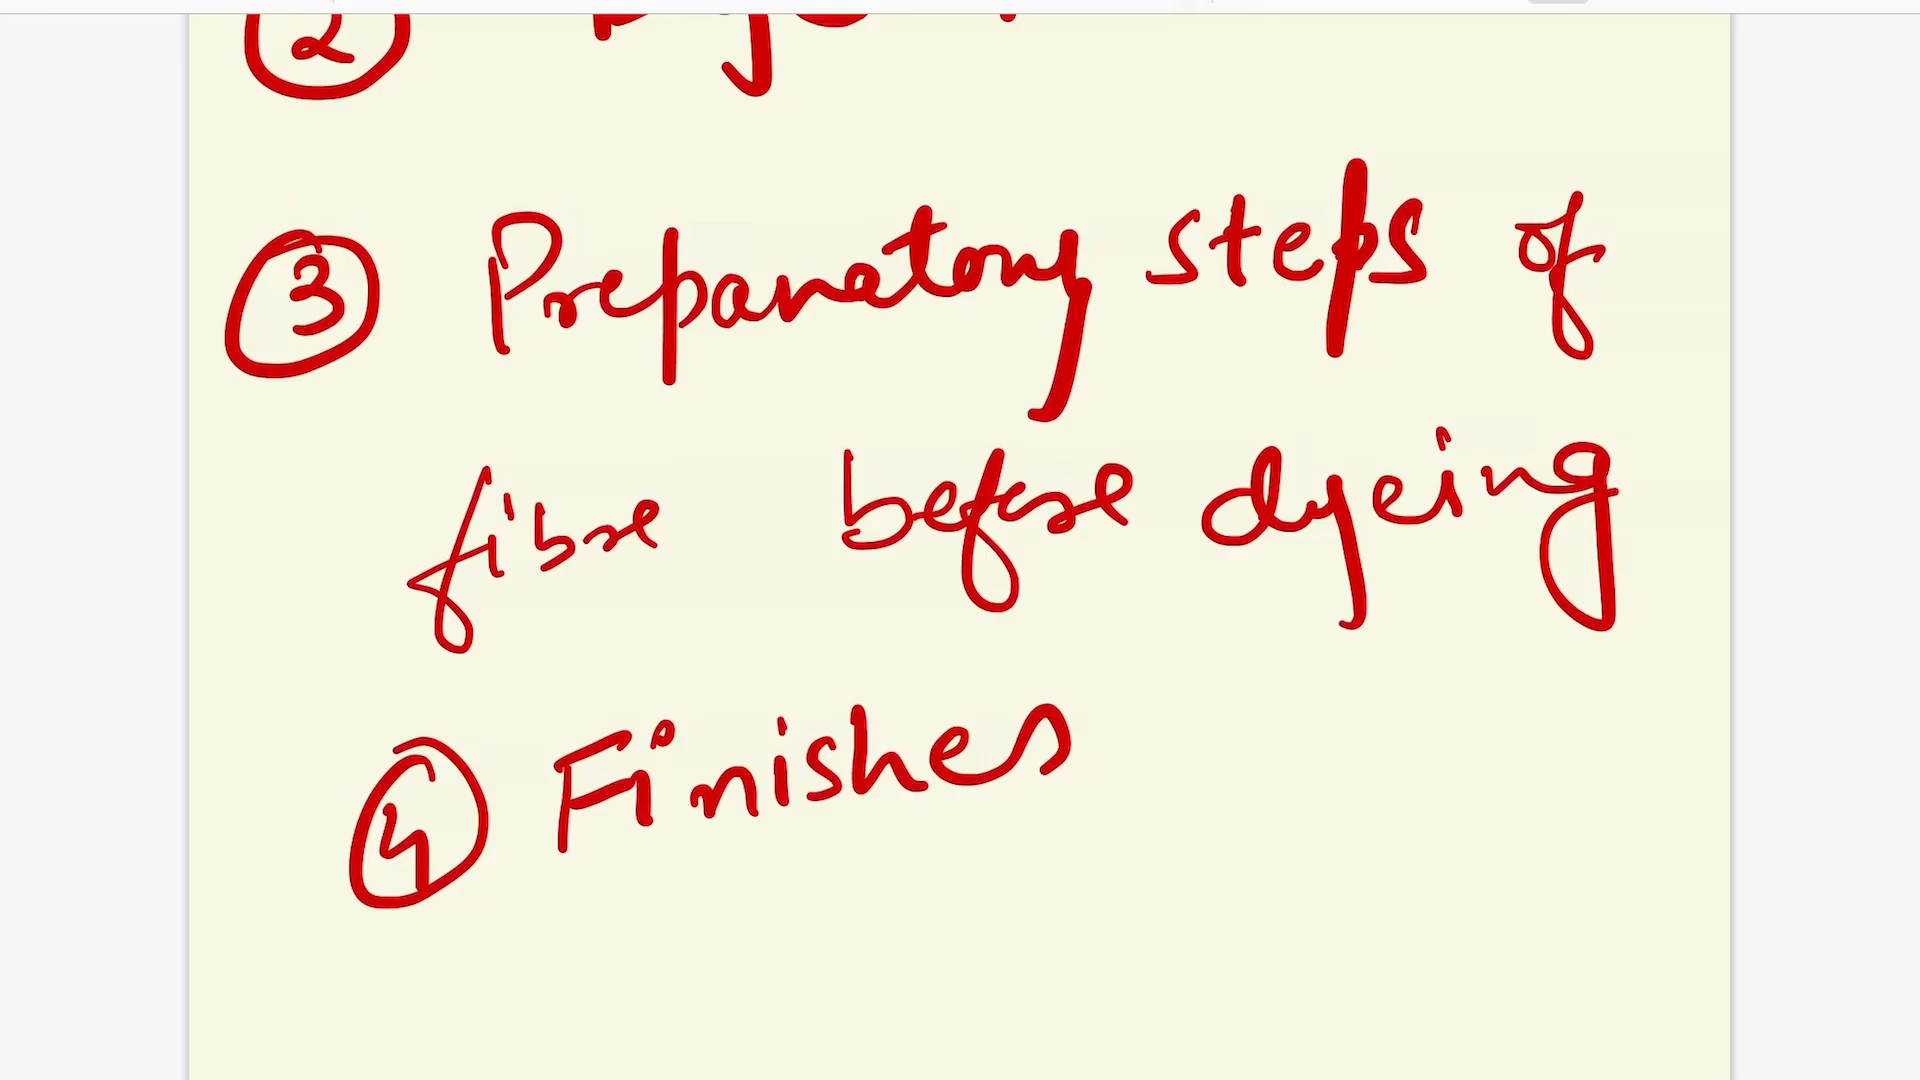 2
3 Preparatory steps of
fibre before dyeing
4 Finishes